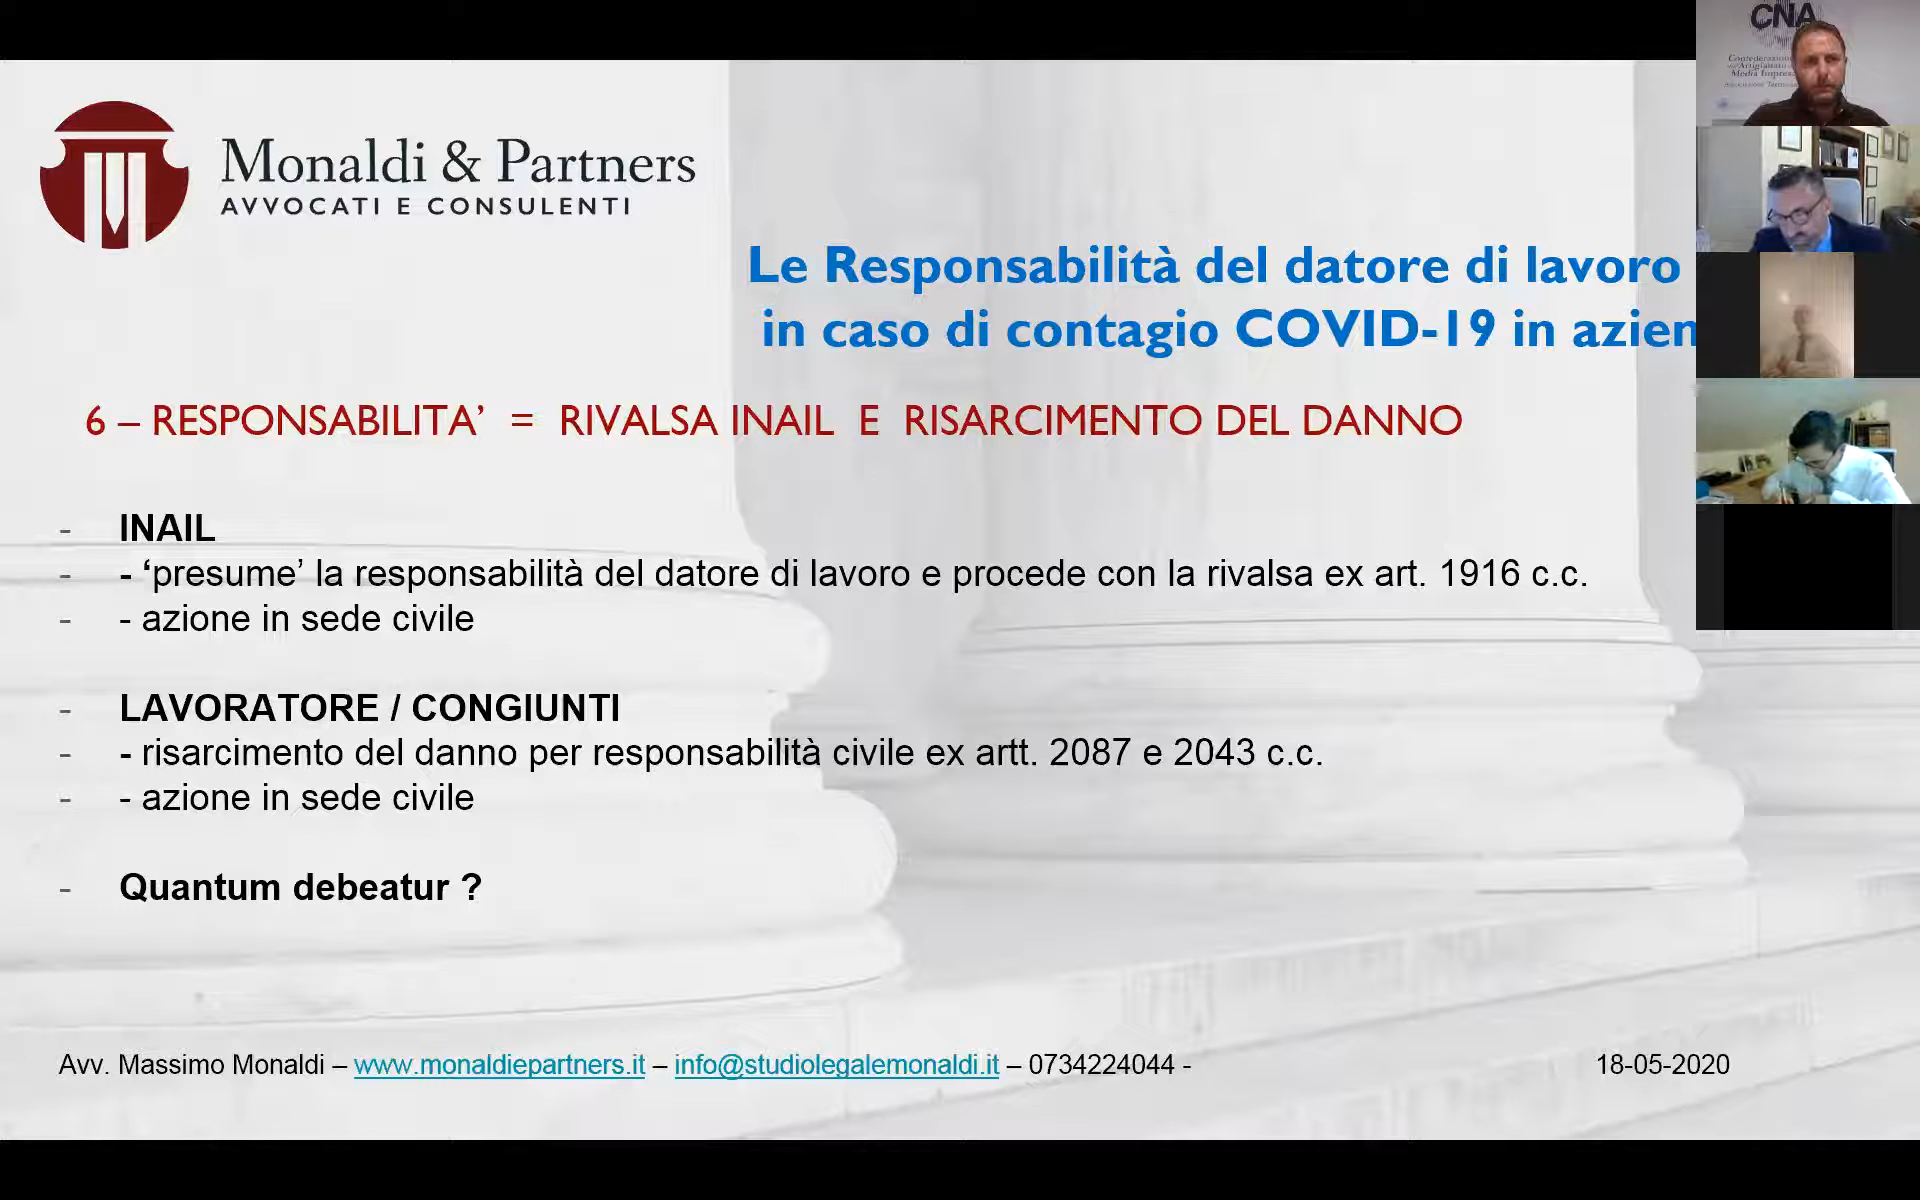 CNA
Monaldi & Partners
AVVOCATI E CONSULENTI
Le Responsabilità del datore di lavoro
in caso di contagio COVID-19 in azien
6 – RESPONSABILITA’ = RIVALSA INAIL E RISARCIMENTO DEL DANNO
- INAIL
- - ‘presume’ la responsabilità del datore di lavoro e procede con la rivalsa ex art. 1916 c.c.
- - azione in sede civile
- LAVORATORE / CONGIUNTI
- - risarcimento del danno per responsabilità civile ex artt. 2087 e 2043 c.c.
- - azione in sede civile
- Quantum debeatur ?
Avv. Massimo Monaldi – www.monaldiepartners.it – info@studiolegalemonaldi.it – 0734224044 -
18-05-2020